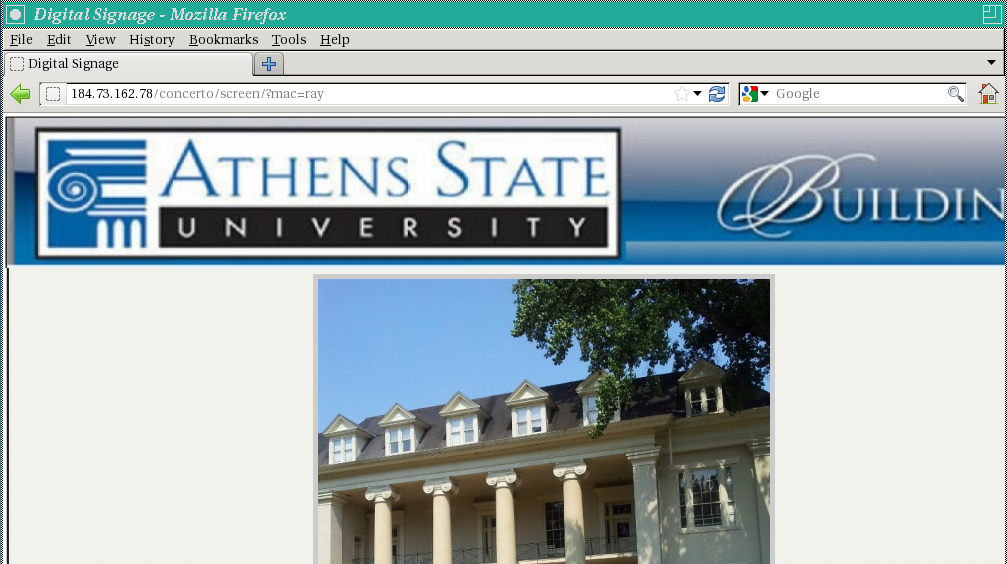 Digital Signage - Mozilla Firefox
File Edit View History Bookmarks Tools Help
Digital Signage
184.73.162.78/concerto/screen/?mac=ray Google
ATHENS STATE
UNIVERSITY
BUILDIN